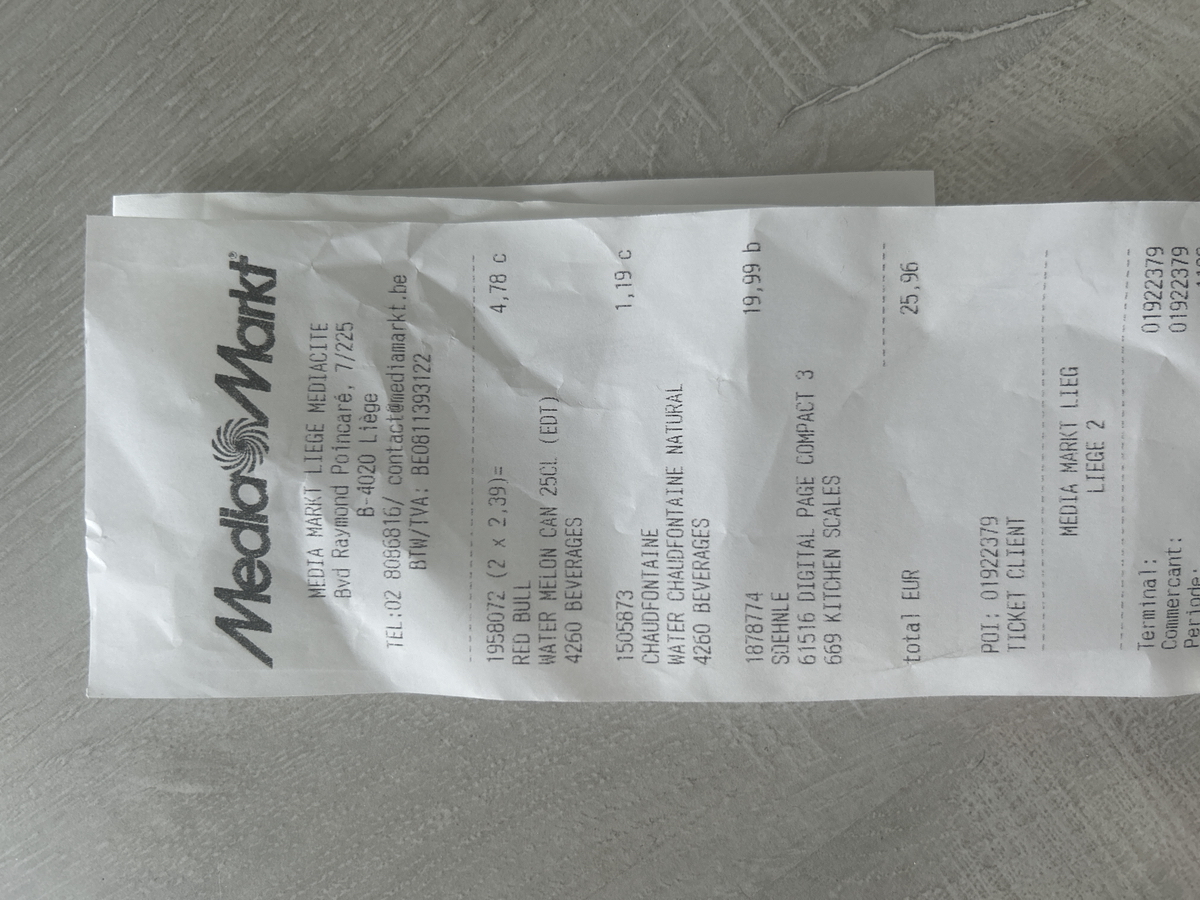 Media Markt®
MEDIA MARKT LIEGE MEDIACITE
Bvd Raymond Poincaré, 7/225
B-4020 Liège
TEL:02 8086816/ contact@mediamarkt.be
BTW/TVA: BE0811393122
1958072 (2 x 2,39)= 4,78 c
RED BULL
WATER MELON CAN 25CL (EDT)
4260 BEVERAGES
1505873 1,19 c
CHAUDFONTAINE
WATER CHAUDFONTAINE NATURAL
4260 BEVERAGES
1878774 19,99 b
SOEHNLE
61516 DIGITAL PAGE COMPACT 3
669 KITCHEN SCALES
total EUR 25,96
POI: 01922379
TICKET CLIENT
MEDIA MARKT LIEG
LIEGE 2
Terminal: 01922379
Commercant: 01922379
Periode: